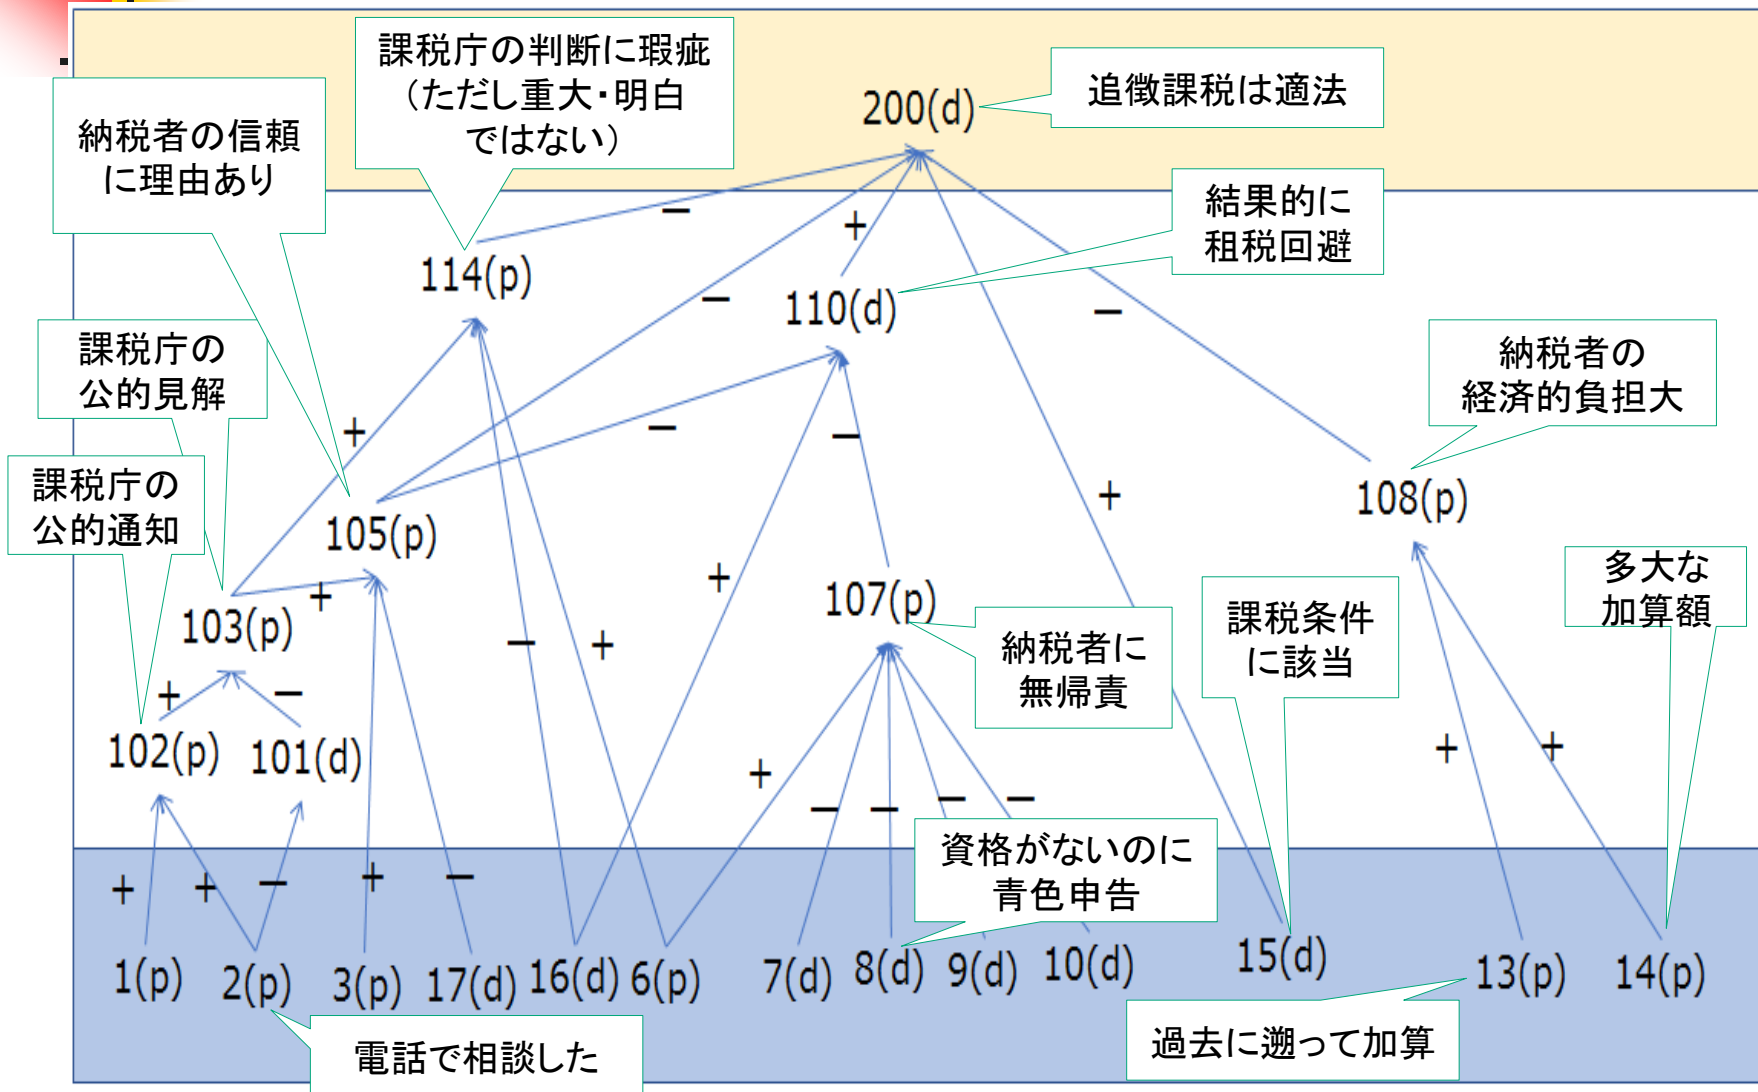 課税庁の判断に瑕疵
（ただし重大・明白
ではない）
200(d)
追徴課税は適法
納税者の信頼
に理由あり
結果的に
租税回避
−
+
114(p)
−
110(d)
−
課税庁の
公的見解
納税者の
経済的負担大
+
−
−
課税庁の
公的通知
105(p)
+
108(p)
多大な
加算額
+
+
107(p)
課税条件
に該当
103(p)
−
+
納税者に
無帰責
+
−
102(p)
101(d)
+
+
+
−
−
−
−
資格がないのに
青色申告
+
+
−
+
−
1(p)
2(p)
3(p)
17(d)
16(d)
6(p)
7(d)
8(d)
9(d)
10(d)
15(d)
13(p)
14(p)
電話で相談した
過去に遡って加算